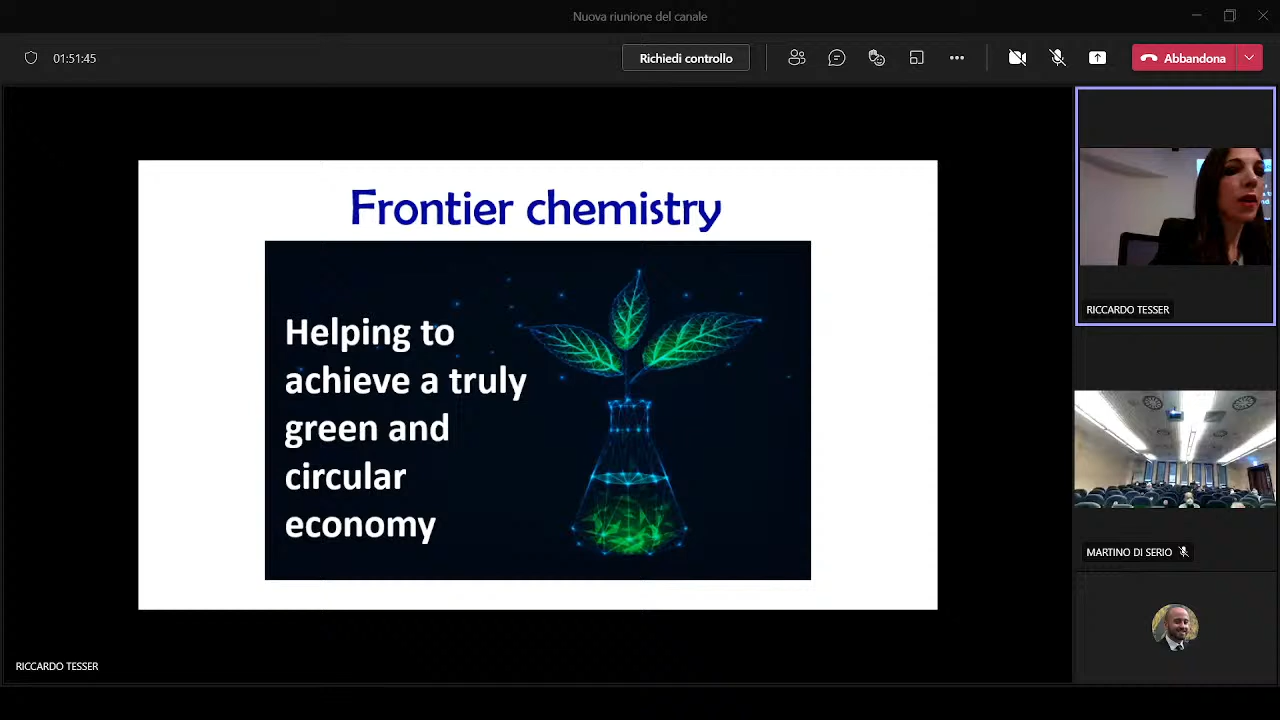 Nuova riunione del canale
01:51:45
Richiedi controllo
Abbandona
Frontier chemistry
Helping to
achieve a truly
green and
circular
economy
RICCARDO TESSER
MARTINO DI SERIO
RICCARDO TESSER